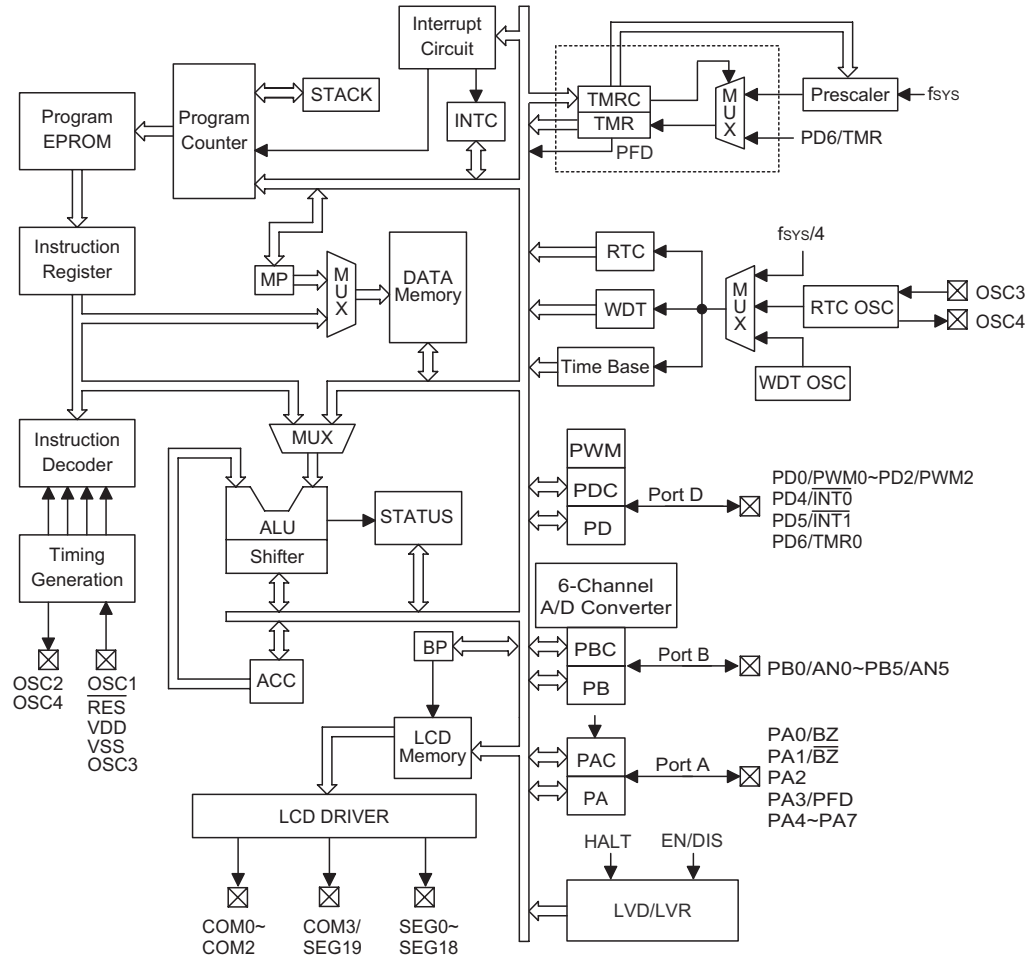 Interrupt
Circuit
STACK
INTC
Program
EPROM
Program
Counter
TMRC
TMR
PFD
MUX
Prescaler
fSYS
PD6/TMR
Instruction
Register
MP
MUX
DATA
Memory
RTC
WDT
Time Base
MUX
fSYS/4
RTC OSC
WDT OSC
OSC3
OSC4
Instruction
Decoder
MUX
ALU
Shifter
STATUS
Timing
Generation
OSC2
OSC4
OSC1
R̅E̅S̅
VDD
VSS
OSC3
ACC
BP
LCD
Memory
LCD DRIVER
COM0~
COM2
COM3/
SEG19
SEG0~
SEG18
PWM
PDC
PD
Port D
PD0/PWM0~PD2/PWM2
PD4/I̅N̅T̅0̅
PD5/I̅N̅T̅1̅
PD6/TMR0
6-Channel
A/D Converter
PBC
PB
Port B
PB0/AN0~PB5/AN5
PAC
PA
Port A
PA0/BZ
PA1/B̅Z̅
PA2
PA3/PFD
PA4~PA7
HALT
EN/DIS
LVD/LVR